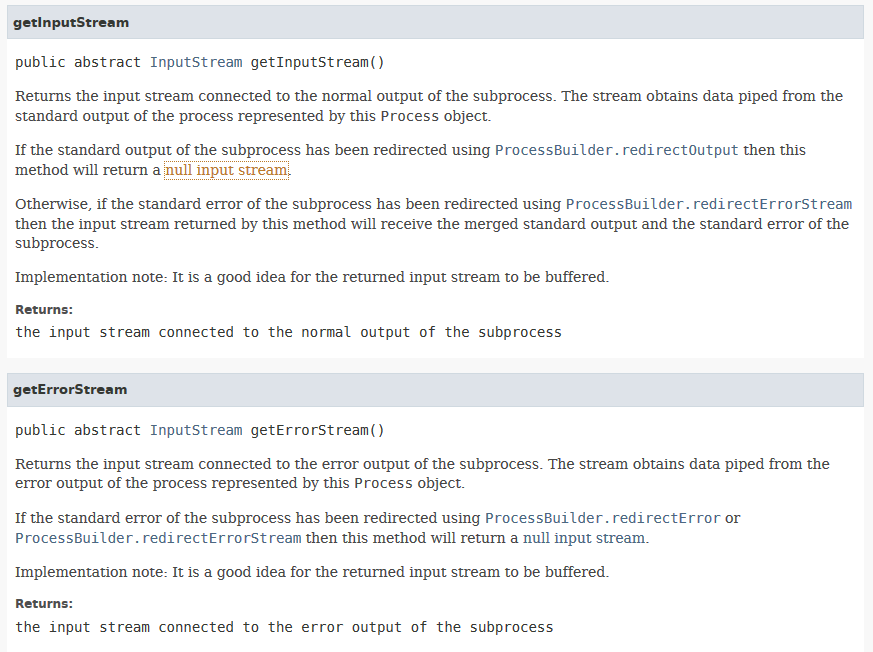 getInputStream
public abstract InputStream getInputStream()
Returns the input stream connected to the normal output of the subprocess. The stream obtains data piped from the
standard output of the process represented by this Process object.
If the standard output of the subprocess has been redirected using ProcessBuilder.redirectOutput then this
method will return a null input stream.
Otherwise, if the standard error of the subprocess has been redirected using ProcessBuilder.redirectErrorStream
then the input stream returned by this method will receive the merged standard output and the standard error of the
subprocess.
Implementation note: It is a good idea for the returned input stream to be buffered.
Returns:
the input stream connected to the normal output of the subprocess
getErrorStream
public abstract InputStream getErrorStream()
Returns the input stream connected to the error output of the subprocess. The stream obtains data piped from the
error output of the process represented by this Process object.
If the standard error of the subprocess has been redirected using ProcessBuilder.redirectError or
ProcessBuilder.redirectErrorStream then this method will return a null input stream.
Implementation note: It is a good idea for the returned input stream to be buffered.
Returns:
the input stream connected to the error output of the subprocess